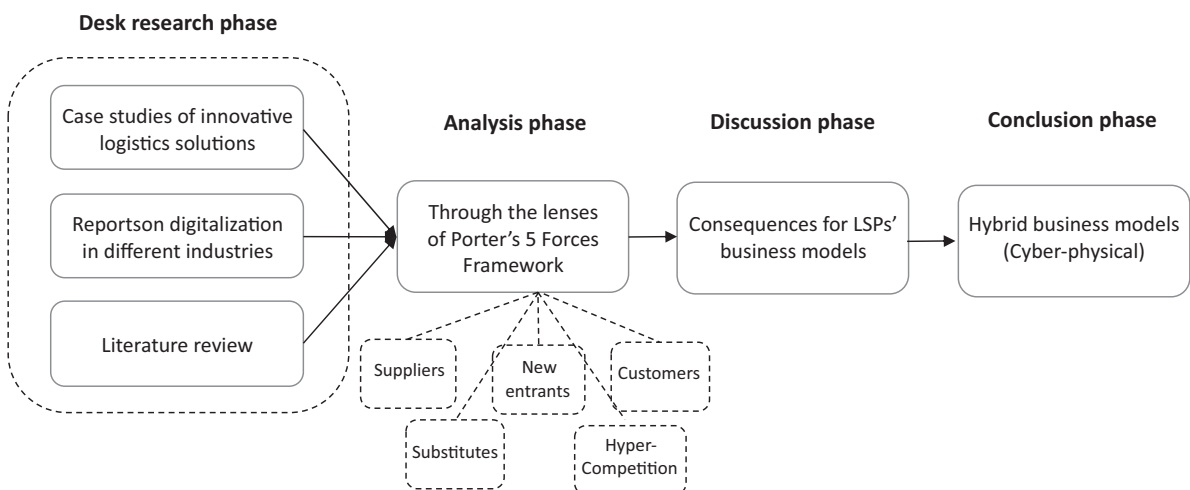 Desk research phase
Case studies of innovative
logistics solutions
Reportson digitalization
in different industries
Literature review
Analysis phase
Through the lenses
of Porter’s 5 Forces
Framework
Suppliers
New
entrants
Customers
Substitutes
Hyper-
Competition
Discussion phase
Consequences for LSPs’
business models
Conclusion phase
Hybrid business models
(Cyber-physical)